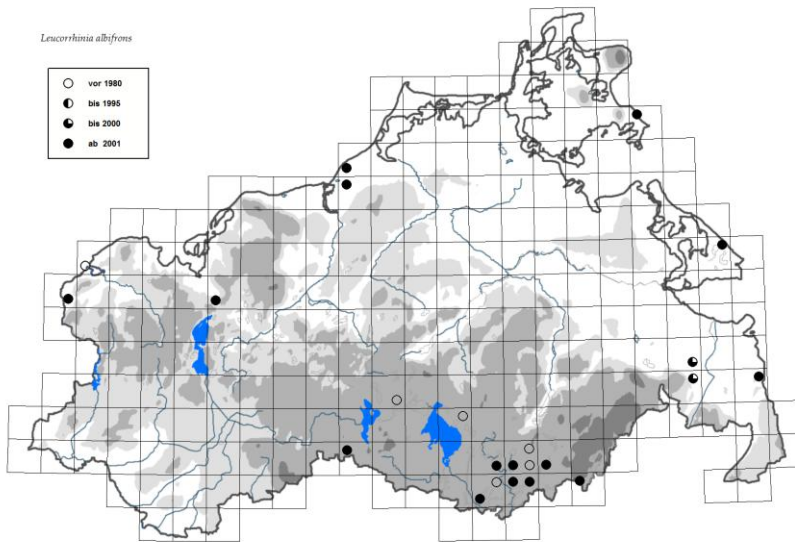 Leucorrhinia albifrons
vor 1980
bis 1995
bis 2000
ab 2001